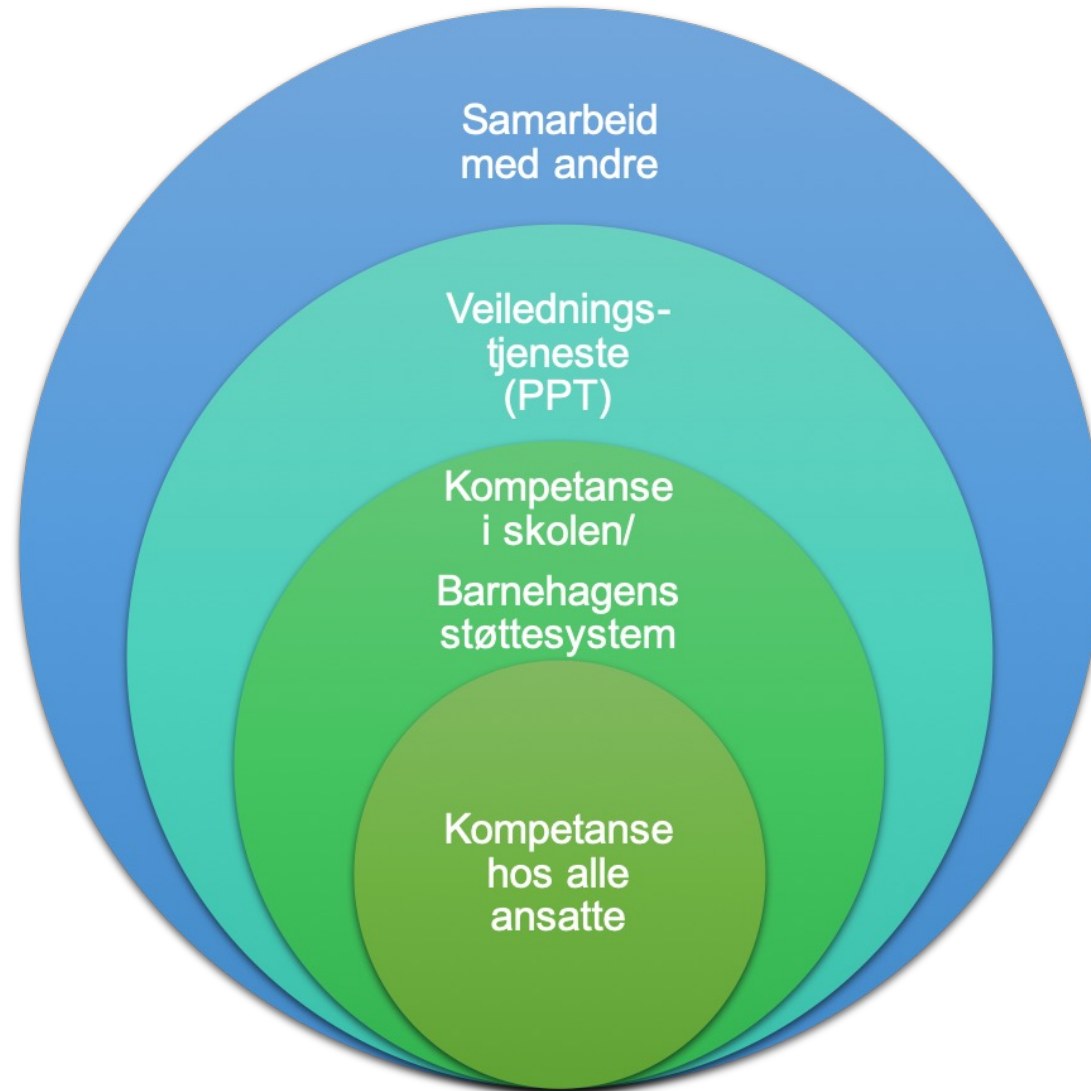 Samarbeid
med andre
Veilednings-
tjeneste
(PPT)
Kompetanse
i skolen/
Barnehagens
støttesystem
Kompetanse
hos alle
ansatte